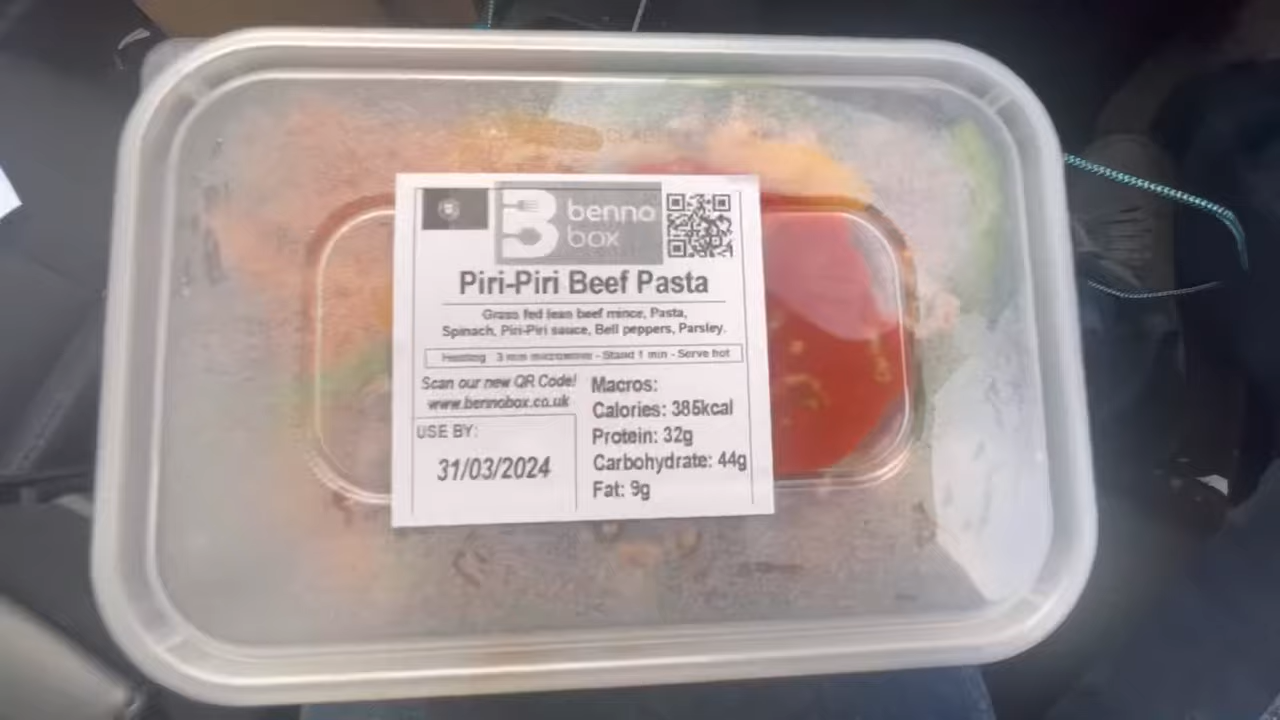 benno
box
Piri-Piri Beef Pasta
Grass fed lean beef mince, Pasta,
Spinach, Piri-Piri sauce, Bell peppers, Parsley.
Heating 3 min microwave - Stand 1 min - Serve hot
Scan our new QR Code!
www.bennobox.co.uk
USE BY:
31/03/2024
Macros:
Calories: 385kcal
Protein: 32g
Carbohydrate: 44g
Fat: 9g